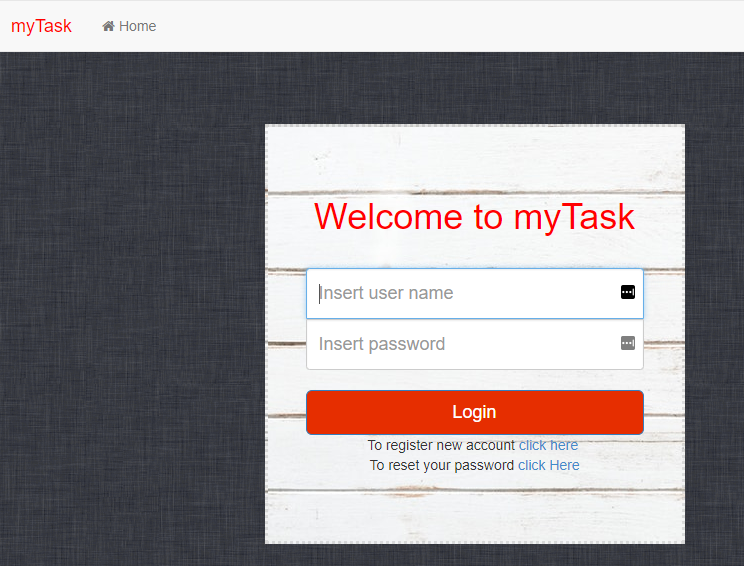 myTask Home
Welcome to myTask
Insert user name
Insert password
Login
To register new account click here
To reset your password click Here